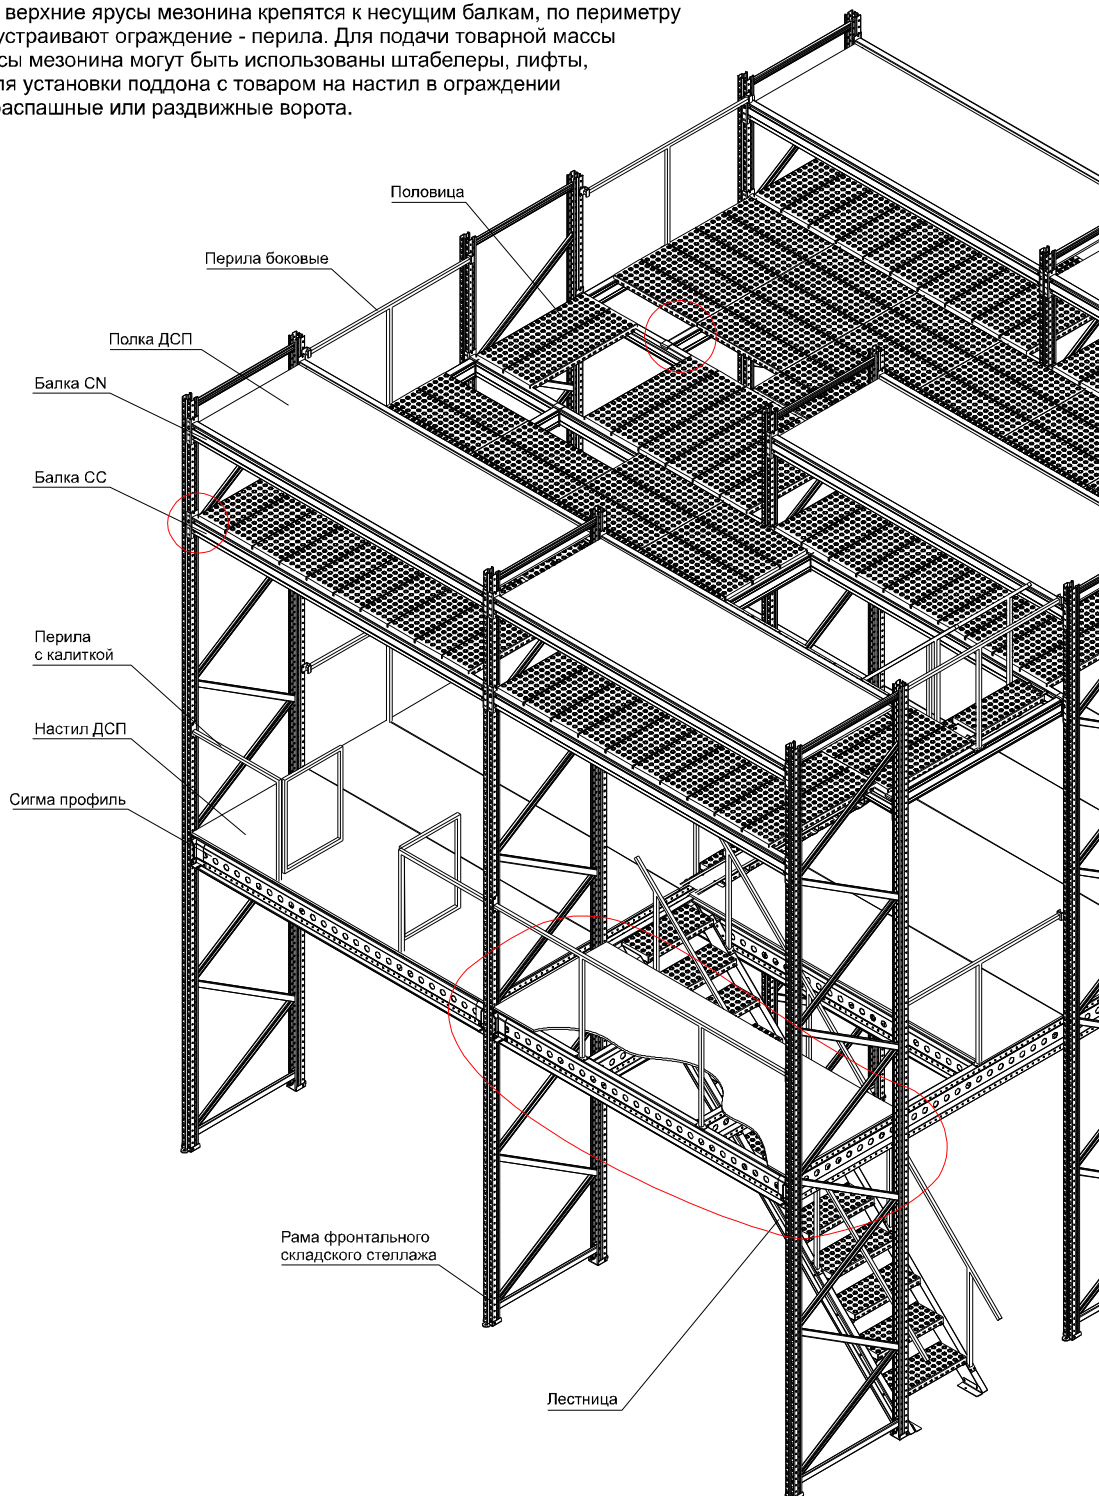 верхние ярусы мезонина крепятся к несущим балкам, по периметру
устраивают ограждение - перила. Для подачи товарной массы
сы мезонина могут быть использованы штабелеры, лифты,
ля установки поддона с товаром на настил в ограждении
распашные или раздвижные ворота.
Половица
Перила боковые
Полка ДСП
Балка CN
Балка СС
Перила
с калиткой
Настил ДСП
Сигма профиль
Рама фронтального
складского стеллажа
Лестница